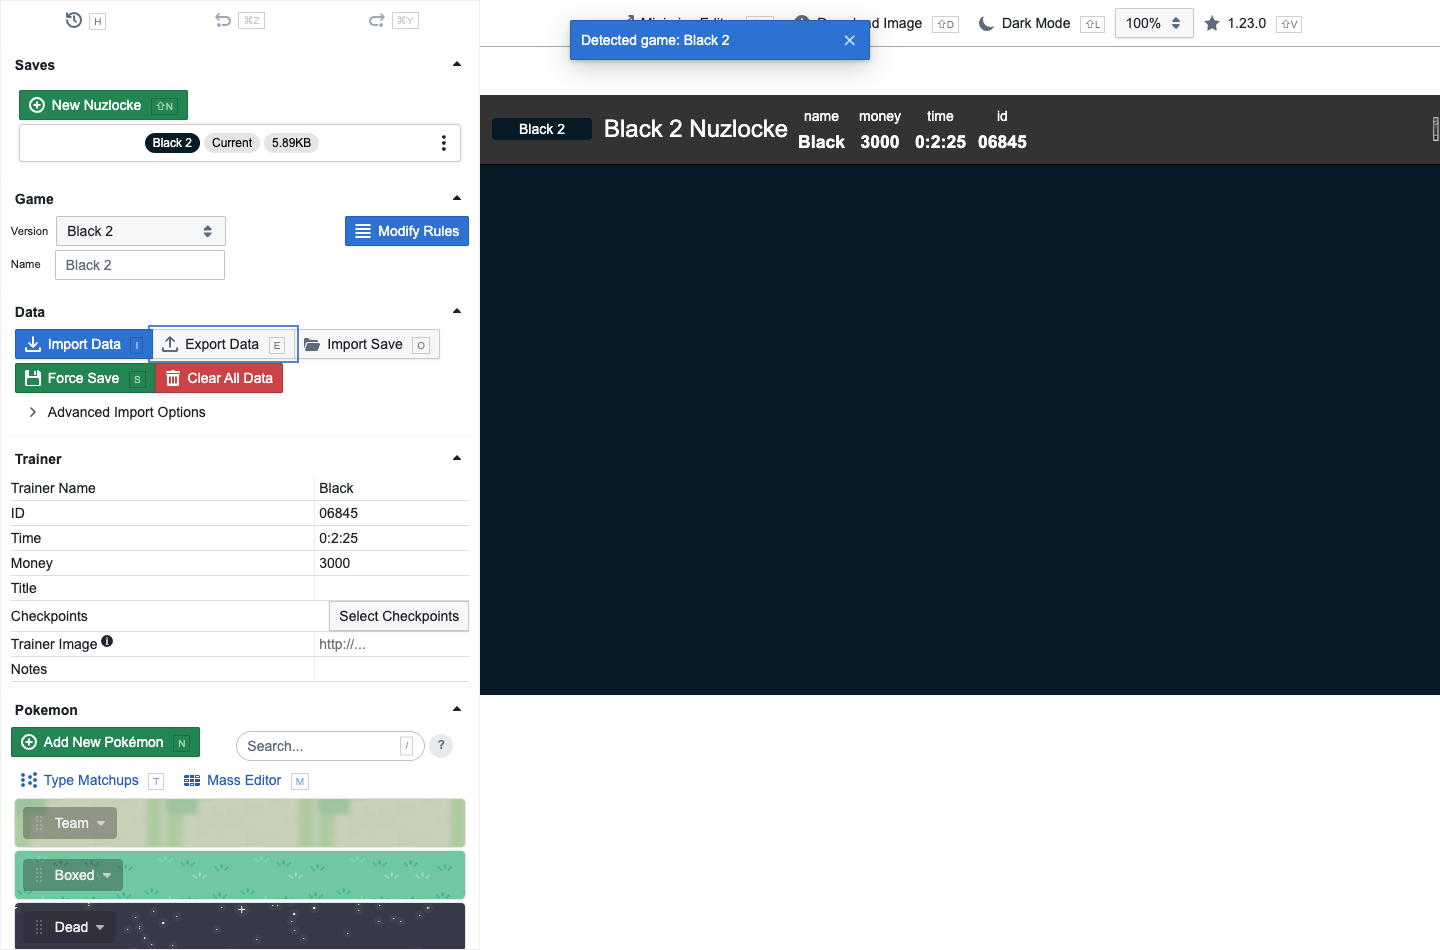 H
⌘Z
⌘Y
Saves
New Nuzlocke ⇧N
Black 2 Current 5.89KB
Game
Version Black 2
Modify Rules
Name Black 2
Data
Import Data I
Export Data E
Import Save O
Force Save S
Clear All Data
Advanced Import Options
Trainer
Trainer Name Black
ID 06845
Time 0:2:25
Money 3000
Title
Checkpoints Select Checkpoints
Trainer Image http://...
Notes
Pokemon
Add New Pokémon N
Search... /
?
Type Matchups T
Mass Editor M
Team
Boxed
Dead
Image ⇧D
Dark Mode ⇧L
100%
1.23.0 ⇧V
Detected game: Black 2
Black 2
Black 2 Nuzlocke
name money time id
Black 3000 0:2:25 06845